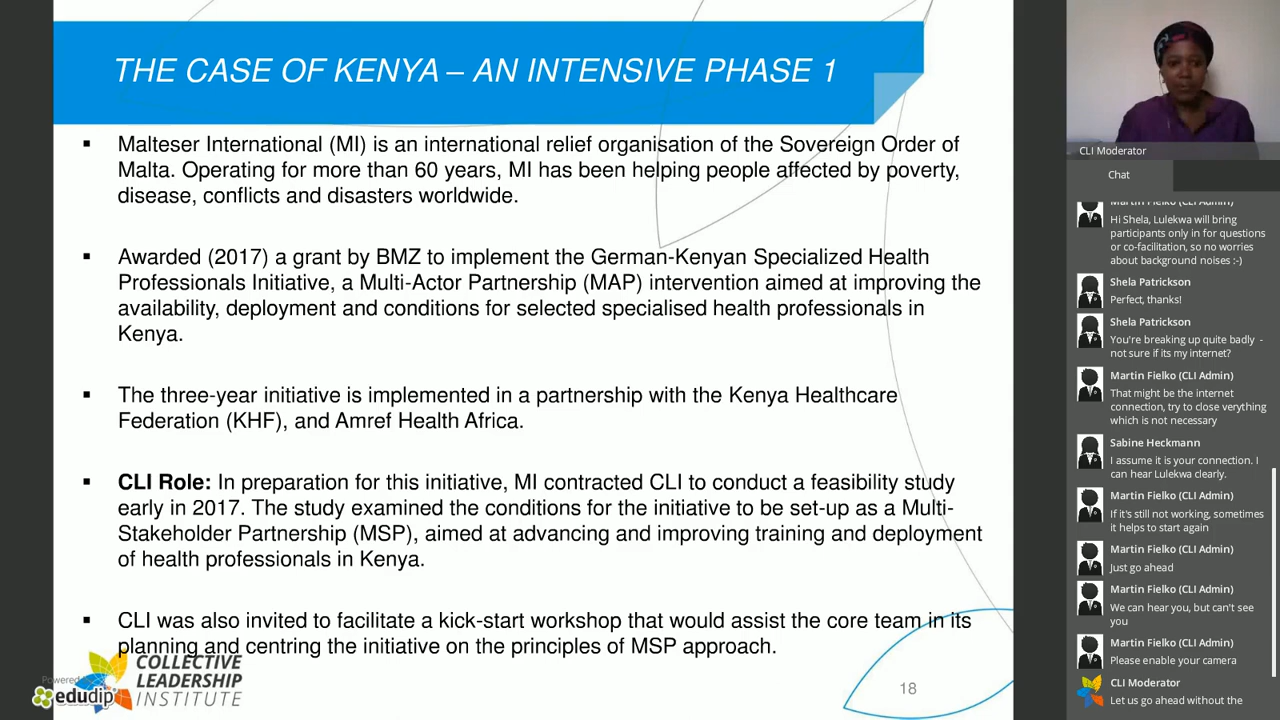 THE CASE OF KENYA – AN INTENSIVE PHASE 1
▪ Malteser International (MI) is an international relief organisation of the Sovereign Order of
Malta. Operating for more than 60 years, MI has been helping people affected by poverty,
disease, conflicts and disasters worldwide.
▪ Awarded (2017) a grant by BMZ to implement the German-Kenyan Specialized Health
Professionals Initiative, a Multi-Actor Partnership (MAP) intervention aimed at improving the
availability, deployment and conditions for selected specialised health professionals in
Kenya.
▪ The three-year initiative is implemented in a partnership with the Kenya Healthcare
Federation (KHF), and Amref Health Africa.
▪ CLI Role: In preparation for this initiative, MI contracted CLI to conduct a feasibility study
early in 2017. The study examined the conditions for the initiative to be set-up as a Multi-
Stakeholder Partnership (MSP), aimed at advancing and improving training and deployment
of health professionals in Kenya.
▪ CLI was also invited to facilitate a kick-start workshop that would assist the core team in its
planning and centring the initiative on the principles of MSP approach.
COLLECTIVE
LEADERSHIP
INSTITUTE
Powered
edudip
18
CLI Moderator
Chat
Martin Fielko (CLI Admin)
Hi Shela, Lulekwa will bring
participants only in for questions
or co-facilitation, so no worries
about background noises :-)
Shela Patrickson
Perfect, thanks!
Shela Patrickson
You're breaking up quite badly -
not sure if its my internet?
Martin Fielko (CLI Admin)
That might be the internet
connection, try to close verything
which is not necessary
Sabine Heckmann
I assume it is your connection. I
can hear Lulekwa clearly.
Martin Fielko (CLI Admin)
If it's still not working, sometimes
it helps to start again
Martin Fielko (CLI Admin)
Just go ahead
Martin Fielko (CLI Admin)
We can hear you, but can't see
you
Martin Fielko (CLI Admin)
Please enable your camera
CLI Moderator
Let us go ahead without the